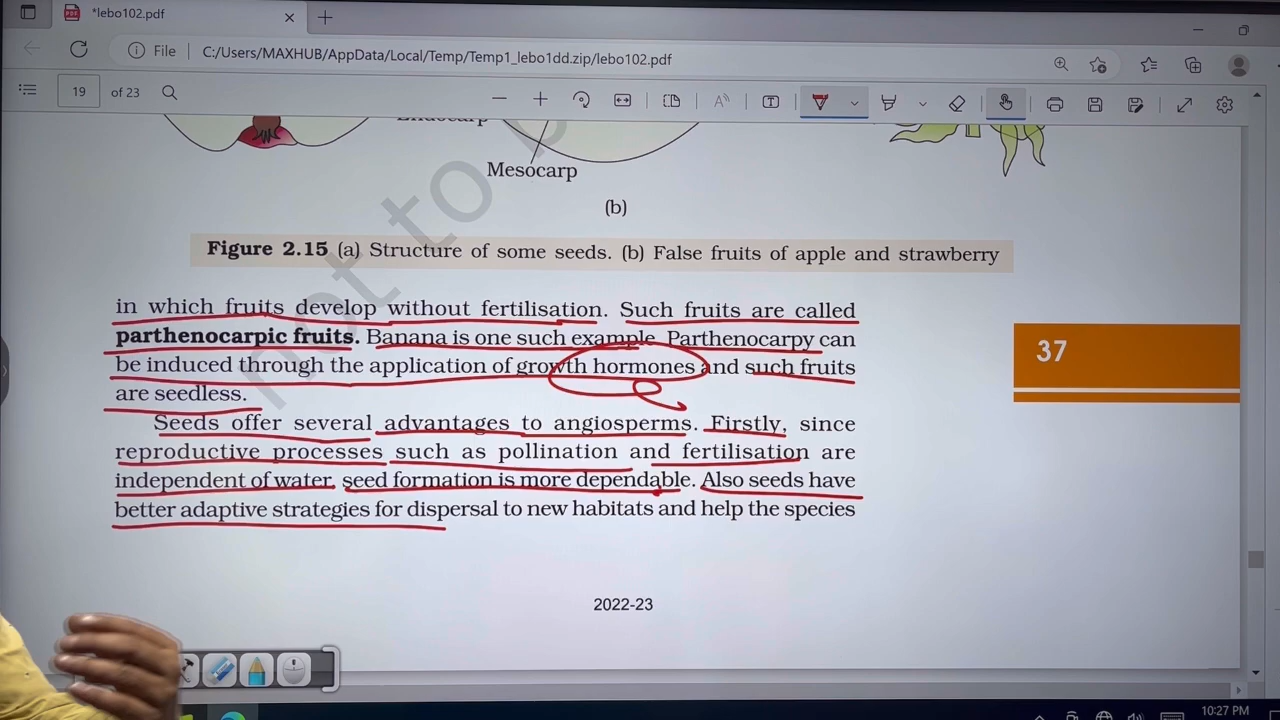 *lebo102.pdf
File C:/Users/MAXHUB/AppData/Local/Temp/Temp1_lebo1dd.zip/lebo102.pdf
19 of 23
Mesocarp
(b)
not to
Figure 2.15 (a) Structure of some seeds. (b) False fruits of apple and strawberry
in which fruits develop without fertilisation. Such fruits are called
parthenocarpic fruits. Banana is one such example. Parthenocarpy can
be induced through the application of growth hormones and such fruits
are seedless.
Seeds offer several advantages to angiosperms. Firstly, since
reproductive processes such as pollination and fertilisation are
independent of water, seed formation is more dependable. Also seeds have
better adaptive strategies for dispersal to new habitats and help the species
37
2022-23
10:27 PM